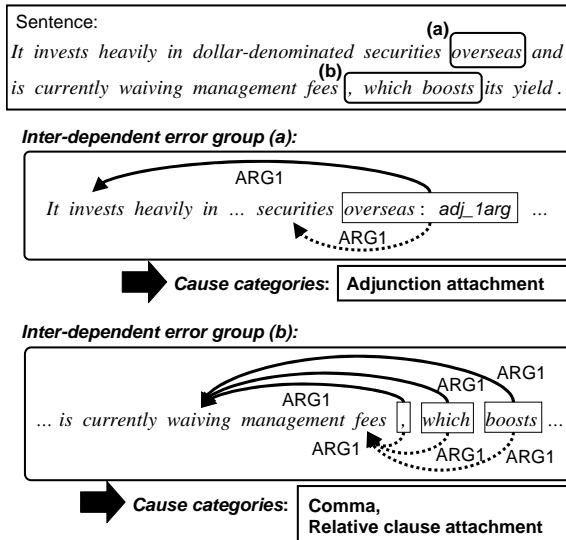 Sentence:
(a)
It invests heavily in dollar-denominated securities overseas and
(b)
is currently waiving management fees , which boosts its yield .
Inter-dependent error group (a):
ARG1
It invests heavily in ... securities overseas : adj_1arg ...
ARG1
Cause categories: Adjunction attachment
Inter-dependent error group (b):
ARG1
ARG1
ARG1
... is currently waiving management fees , which boosts ...
ARG1
ARG1
ARG1
Cause categories: Comma,
Relative clause attachment